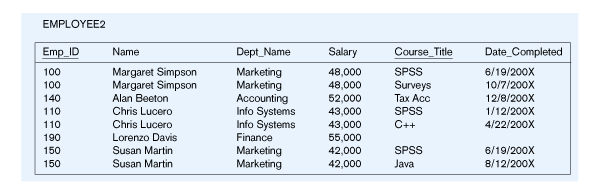 EMPLOYEE2
Emp_ID Name Dept_Name Salary Course_Title Date_Completed
100 Margaret Simpson Marketing 48,000 SPSS 6/19/200X
100 Margaret Simpson Marketing 48,000 Surveys 10/7/200X
140 Alan Beeton Accounting 52,000 Tax Acc 12/8/200X
110 Chris Lucero Info Systems 43,000 SPSS 1/12/200X
110 Chris Lucero Info Systems 43,000 C++ 4/22/200X
190 Lorenzo Davis Finance 55,000
150 Susan Martin Marketing 42,000 SPSS 6/19/200X
150 Susan Martin Marketing 42,000 Java 8/12/200X